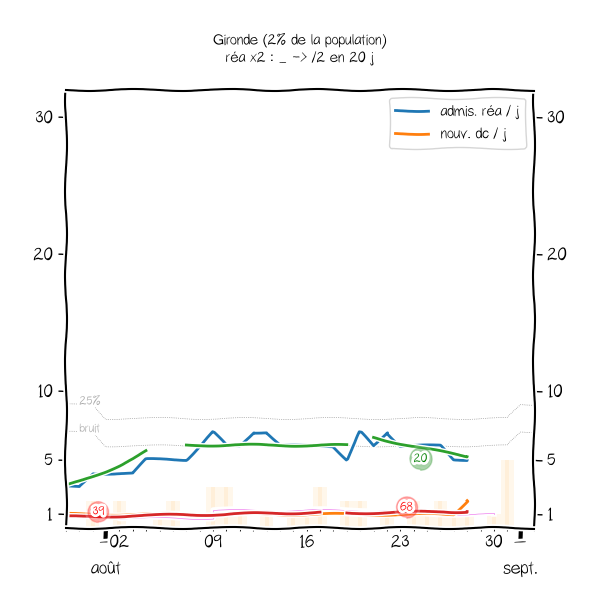 Gironde (2% de la population)
réa x2 : _ -> /2 en 20 j
admis. réa / j
nouv. dc / j
30
30
20
20
10
10
25%
bruit
5
5
20
39
68
1
1
02
09
16
23
30
août
sept.